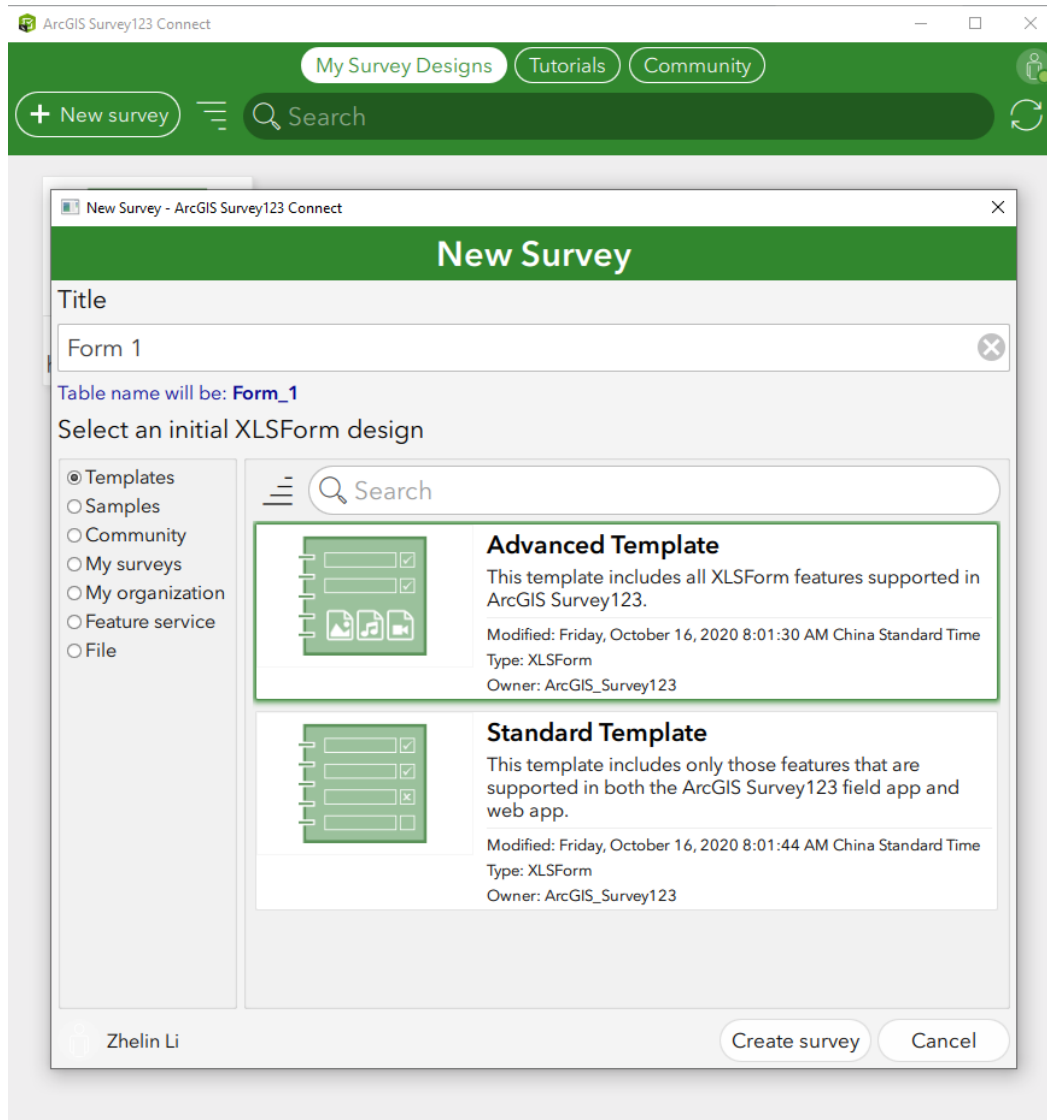 ArcGIS Survey123 Connect
My Survey Designs Tutorials Community
+ New survey Search
New Survey - ArcGIS Survey123 Connect
New Survey
Title
Form 1
Table name will be: Form_1
Select an initial XLSForm design
Templates
Samples
Community
My surveys
My organization
Feature service
File
Search
Advanced Template
This template includes all XLSForm features supported in
ArcGIS Survey123.
Modified: Friday, October 16, 2020 8:01:30 AM China Standard Time
Type: XLSForm
Owner: ArcGIS_Survey123
Standard Template
This template includes only those features that are
supported in both the ArcGIS Survey123 field app and
web app.
Modified: Friday, October 16, 2020 8:01:44 AM China Standard Time
Type: XLSForm
Owner: ArcGIS_Survey123
Zhelin Li Create survey Cancel